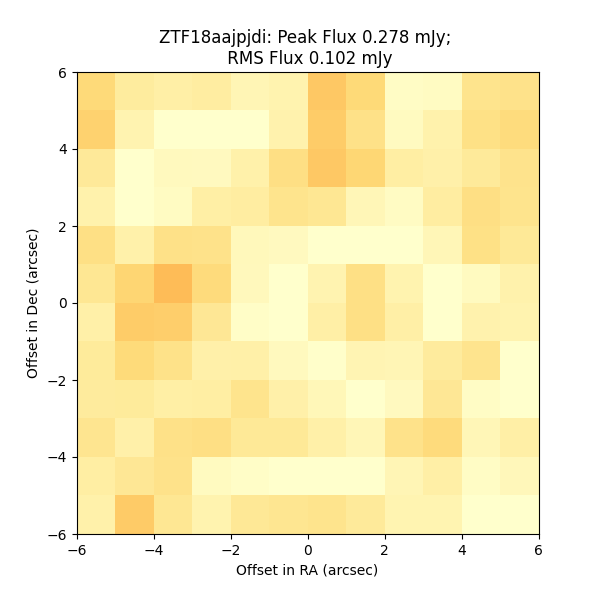 ZTF18aajpjdi: Peak Flux 0.278 mJy;
RMS Flux 0.102 mJy
6
4
2
0
−2
−4
−6
Offset in Dec (arcsec)
−6 −4 −2 0 2 4 6
Offset in RA (arcsec)